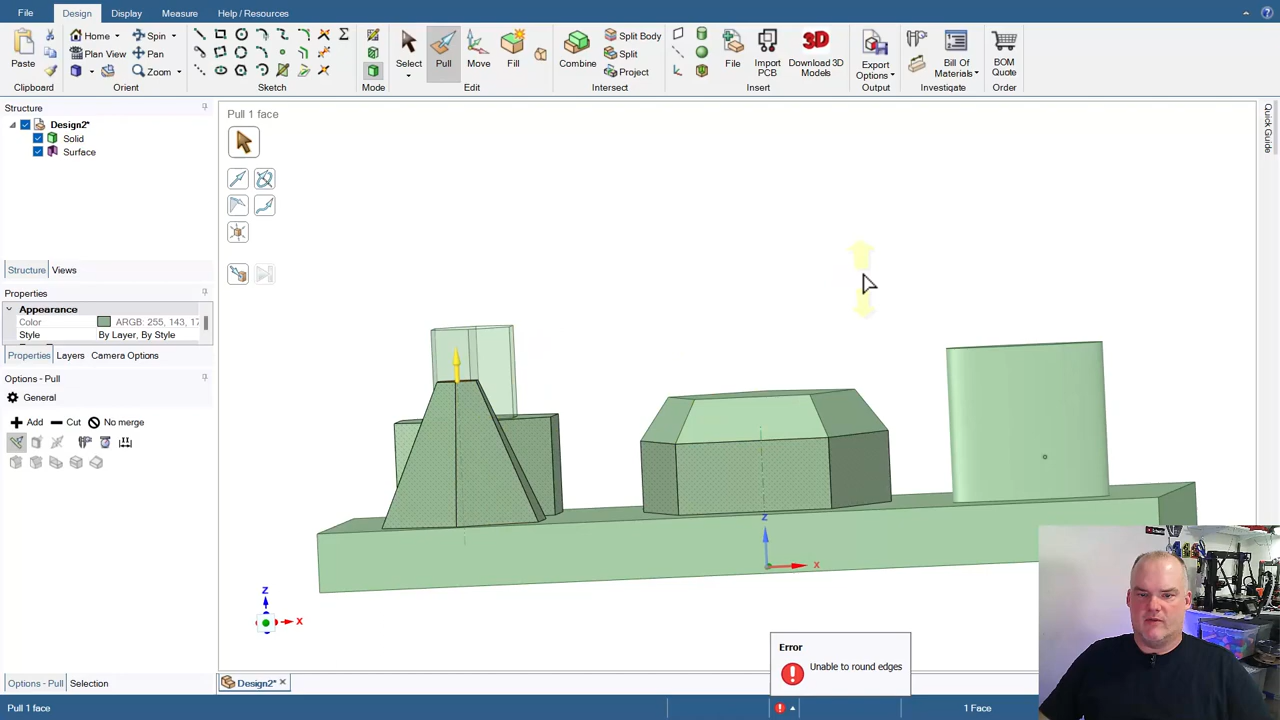 File Design Display Measure Help / Resources
Home Spin
Plan View Pan
Zoom
Paste
Clipboard Orient Sketch Mode
Select Pull Move Fill
Edit
Combine Split Body
Split
Project
Intersect
File Import PCB Download 3D Models
3D
Insert
Export Options
Output
Bill Of Materials
Investigate
BOM Quote
Order
Structure
Design2*
Solid
Surface
Structure Views
Properties
Appearance
Color ARGB: 255, 143, 17
Style By Layer, By Style
Properties Layers Camera Options
Options - Pull
General
Add Cut No merge
Options - Pull Selection
Pull 1 face
Quick Guide
Z
X
Z
X
Error
Unable to round edges
Design2*
Pull 1 face
1 Face